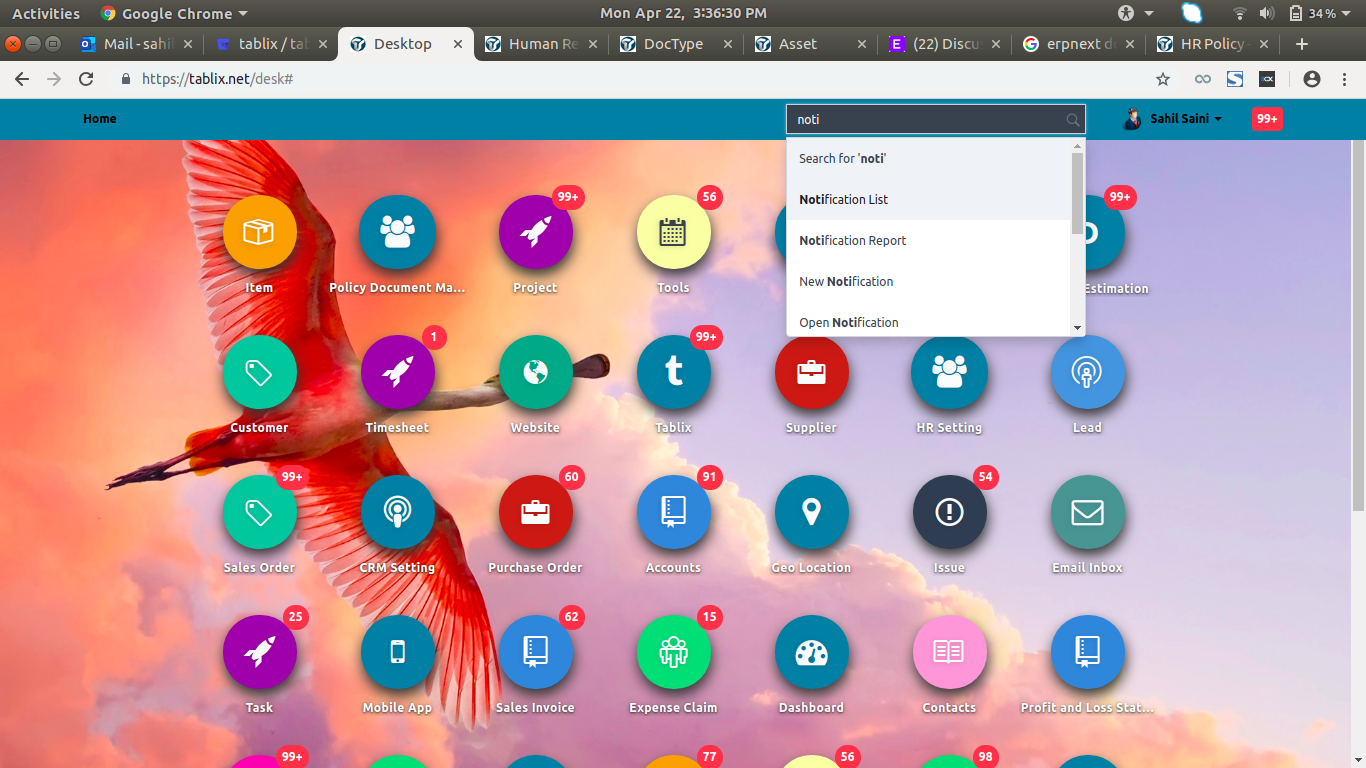 Activities
Google Chrome
Mon Apr 22, 3:36:30 PM
34 %
Mail - sahi
tablix / tab
Desktop
Human Re
DocType
Asset
(22) Discus
erpnext do
HR Policy -
https://tablix.net/desk#
Home
noti
Sahil Saini
99+
Search for 'noti'
Notification List
Notification Report
New Notification
Open Notification
99+
56
99+
Item
Policy Document Ma...
Project
Tools
Estimation
1
99+
t
Customer
Timesheet
Website
Tablix
Supplier
HR Setting
Lead
99+
60
91
54
Sales Order
CRM Setting
Purchase Order
Accounts
Geo Location
Issue
Email Inbox
25
62
15
Task
Mobile App
Sales Invoice
Expense Claim
Dashboard
Contacts
Profit and Loss Stat...
99+
77
56
98